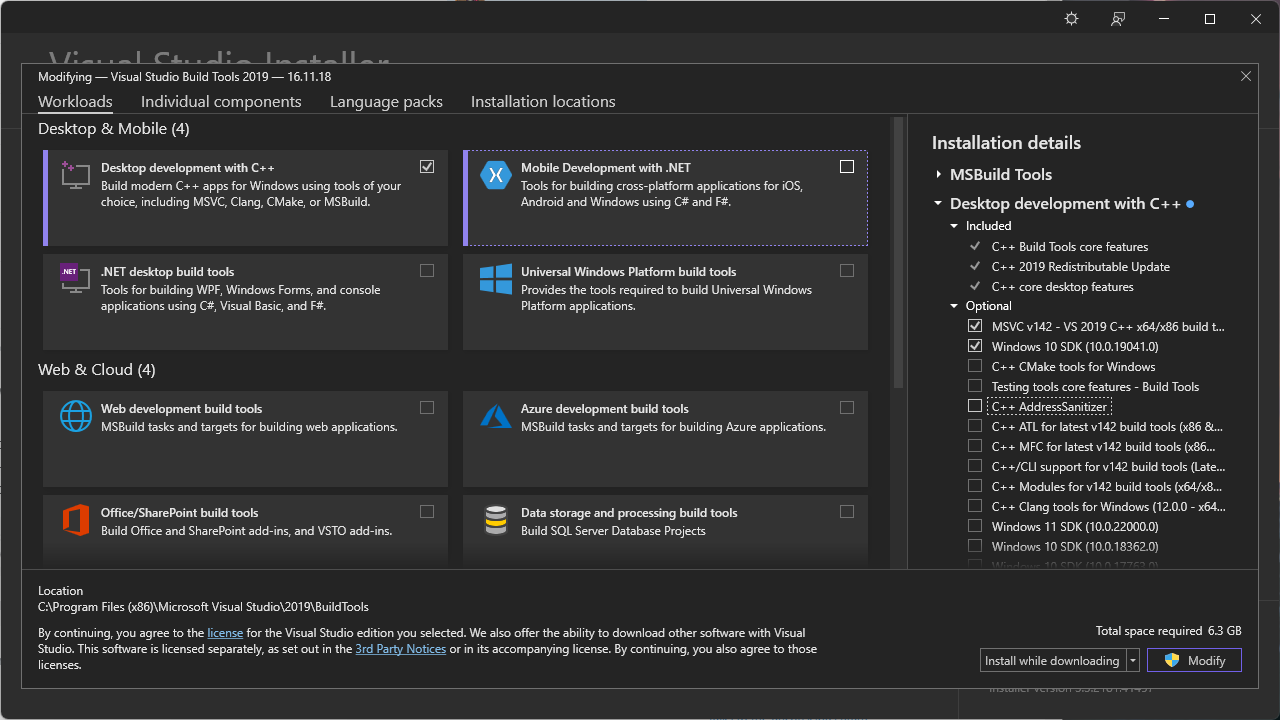 Visual Studio Installer
Modifying — Visual Studio Build Tools 2019 — 16.11.18
Workloads
Individual components
Language packs
Installation locations
Desktop & Mobile (4)
Desktop development with C++
Build modern C++ apps for Windows using tools of your
choice, including MSVC, Clang, CMake, or MSBuild.
Mobile Development with .NET
Tools for building cross-platform applications for iOS,
Android and Windows using C# and F#.
.NET
.NET desktop build tools
Tools for building WPF, Windows Forms, and console
applications using C#, Visual Basic, and F#.
Universal Windows Platform build tools
Provides the tools required to build Universal Windows
Platform applications.
Web & Cloud (4)
Web development build tools
MSBuild tasks and targets for building web applications.
Azure development build tools
MSBuild tasks and targets for building Azure applications.
Office/SharePoint build tools
Build Office and SharePoint add-ins, and VSTO add-ins.
Data storage and processing build tools
Build SQL Server Database Projects
Installation details
MSBuild Tools
Desktop development with C++
Included
C++ Build Tools core features
C++ 2019 Redistributable Update
C++ core desktop features
Optional
MSVC v142 - VS 2019 C++ x64/x86 build t...
Windows 10 SDK (10.0.19041.0)
C++ CMake tools for Windows
Testing tools core features - Build Tools
C++ AddressSanitizer
C++ ATL for latest v142 build tools (x86 &...
C++ MFC for latest v142 build tools (x86...
C++/CLI support for v142 build tools (Late...
C++ Modules for v142 build tools (x64/x8...
C++ Clang tools for Windows (12.0.0 - x64...
Windows 11 SDK (10.0.22000.0)
Windows 10 SDK (10.0.18362.0)
Windows 10 SDK (10.0.17763.0)
Location
C:\Program Files (x86)\Microsoft Visual Studio\2019\BuildTools
By continuing, you agree to the license for the Visual Studio edition you selected. We also offer the ability to download other software with Visual
Studio. This software is licensed separately, as set out in the 3rd Party Notices or in its accompanying license. By continuing, you also agree to those
licenses.
Total space required 6.3 GB
Install while downloading
Modify
Installer version